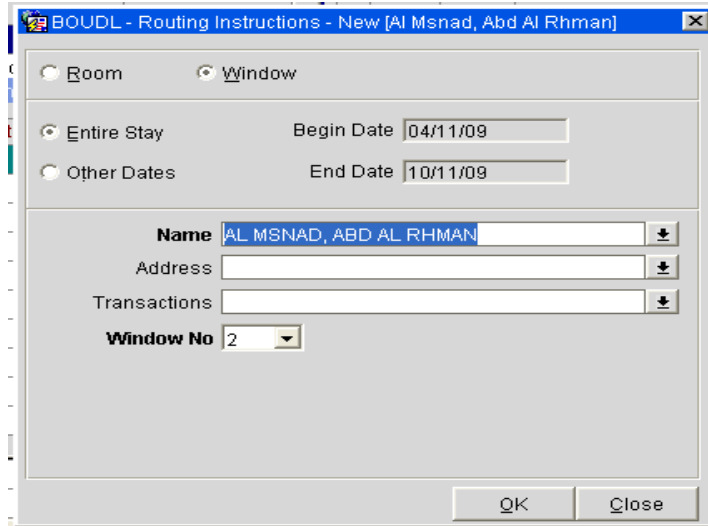 BOUDL - Routing Instructions - New [Al Msnad, Abd Al Rhman]
Room Window
Entire Stay Begin Date 04/11/09
Other Dates End Date 10/11/09
Name AL MSNAD, ABD AL RHMAN
Address
Transactions
Window No 2
OK Close